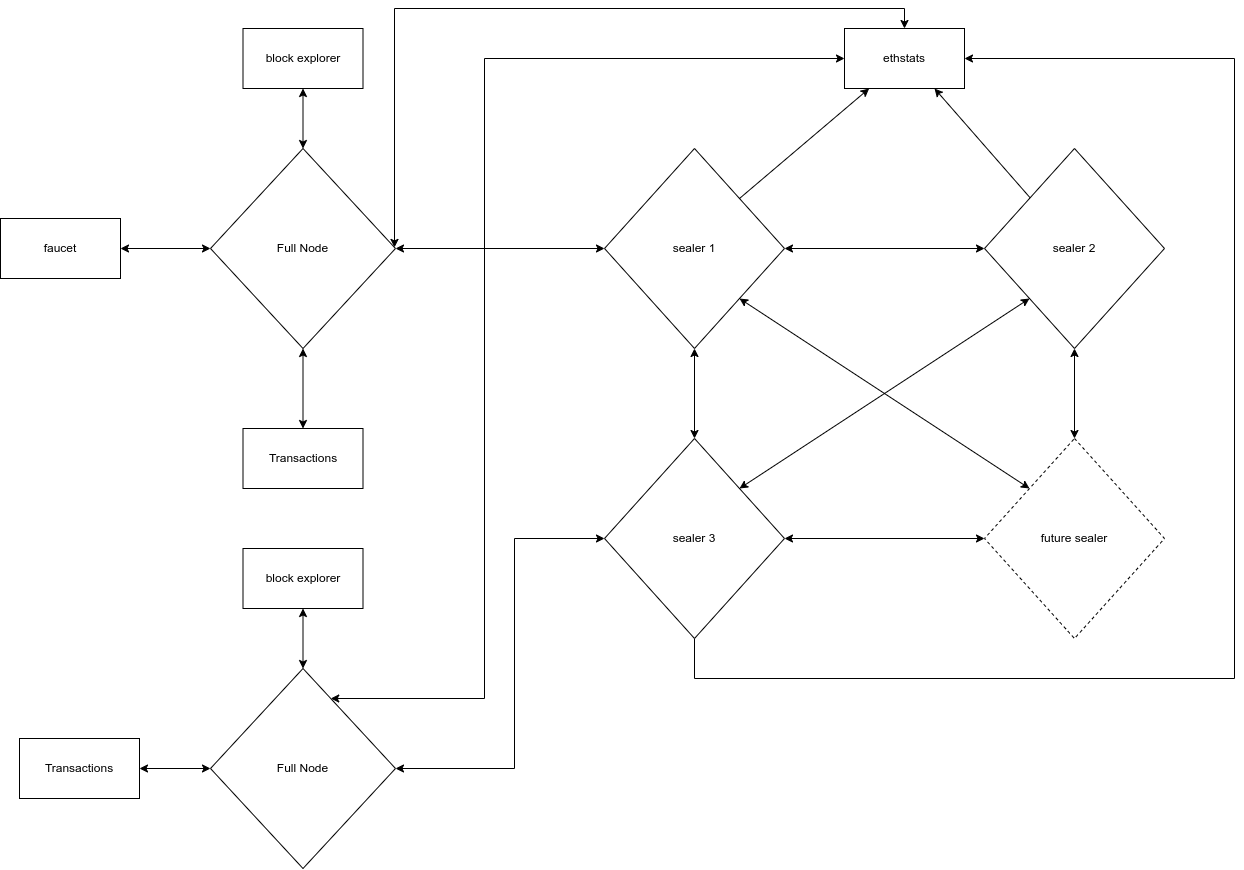 block explorer
ethstats
faucet
Full Node
sealer 1
sealer 2
Transactions
sealer 3
future sealer
block explorer
Transactions
Full Node